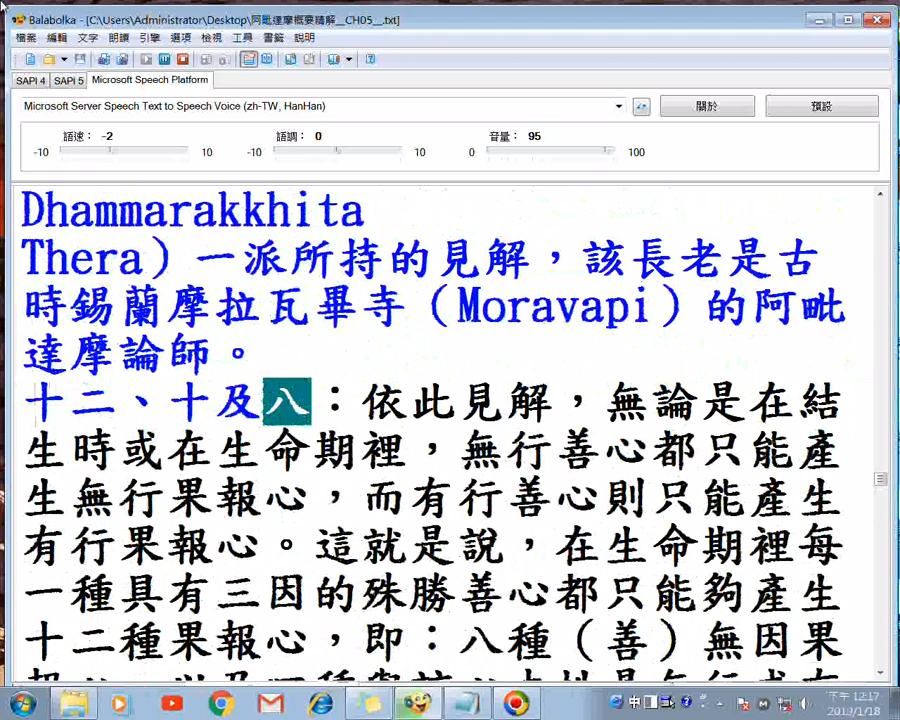 Balabolka - [C:\Users\Administrator\Desktop\阿毗達摩概要精解__CH05__.txt]
檔案 編輯 文字 朗讀 引擎 選項 檢視 工具 書籤 說明
SAPI 4 SAPI 5 Microsoft Speech Platform
Microsoft Server Speech Text to Speech Voice (zh-TW, HanHan) 關於 預設
語速： -2 語調： 0 音量： 95
-10 10 -10 10 0 100
Dhammarakkhita
Thera）一派所持的見解，該長老是古
時錫蘭摩拉瓦畢寺（Moravapi）的阿毗
達摩論師。
十二、十及八：依此見解，無論是在結
生時或在生命期裡，無行善心都只能產
生無行果報心，而有行善心則只能產生
有行果報心。這就是說，在生命期裡每
一種具有三因的殊勝善心都只能夠產生
十二種果報心，即：八種（善）無因果
中
下午 12:17
2019/1/18